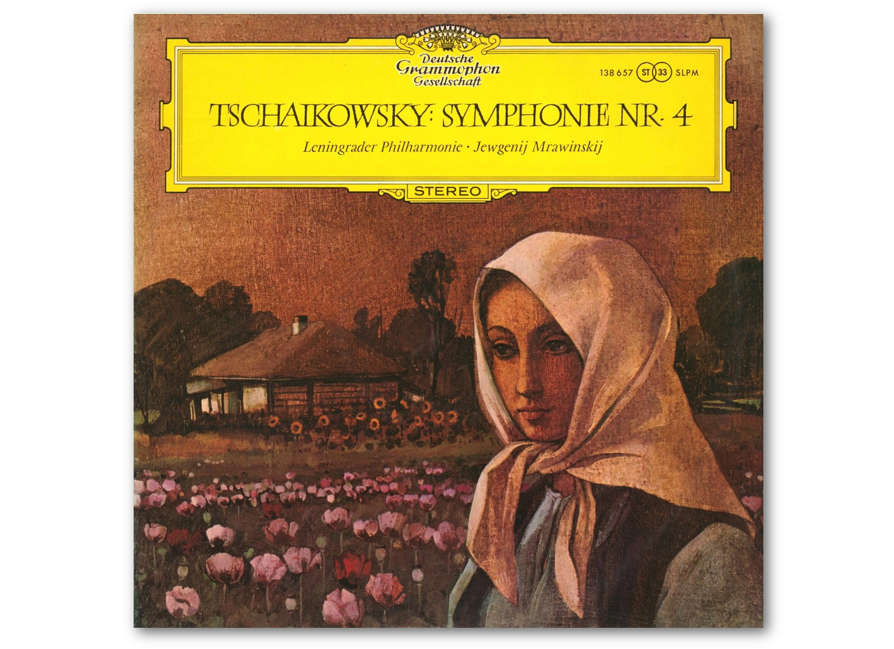 Deutsche
Grammophon
Gesellschaft
138 657 ST 33 SLPM
TSCHAIKOWSKY: SYMPHONIE NR. 4
Leningrader Philharmonie · Jewgenij Mrawinskij
STEREO